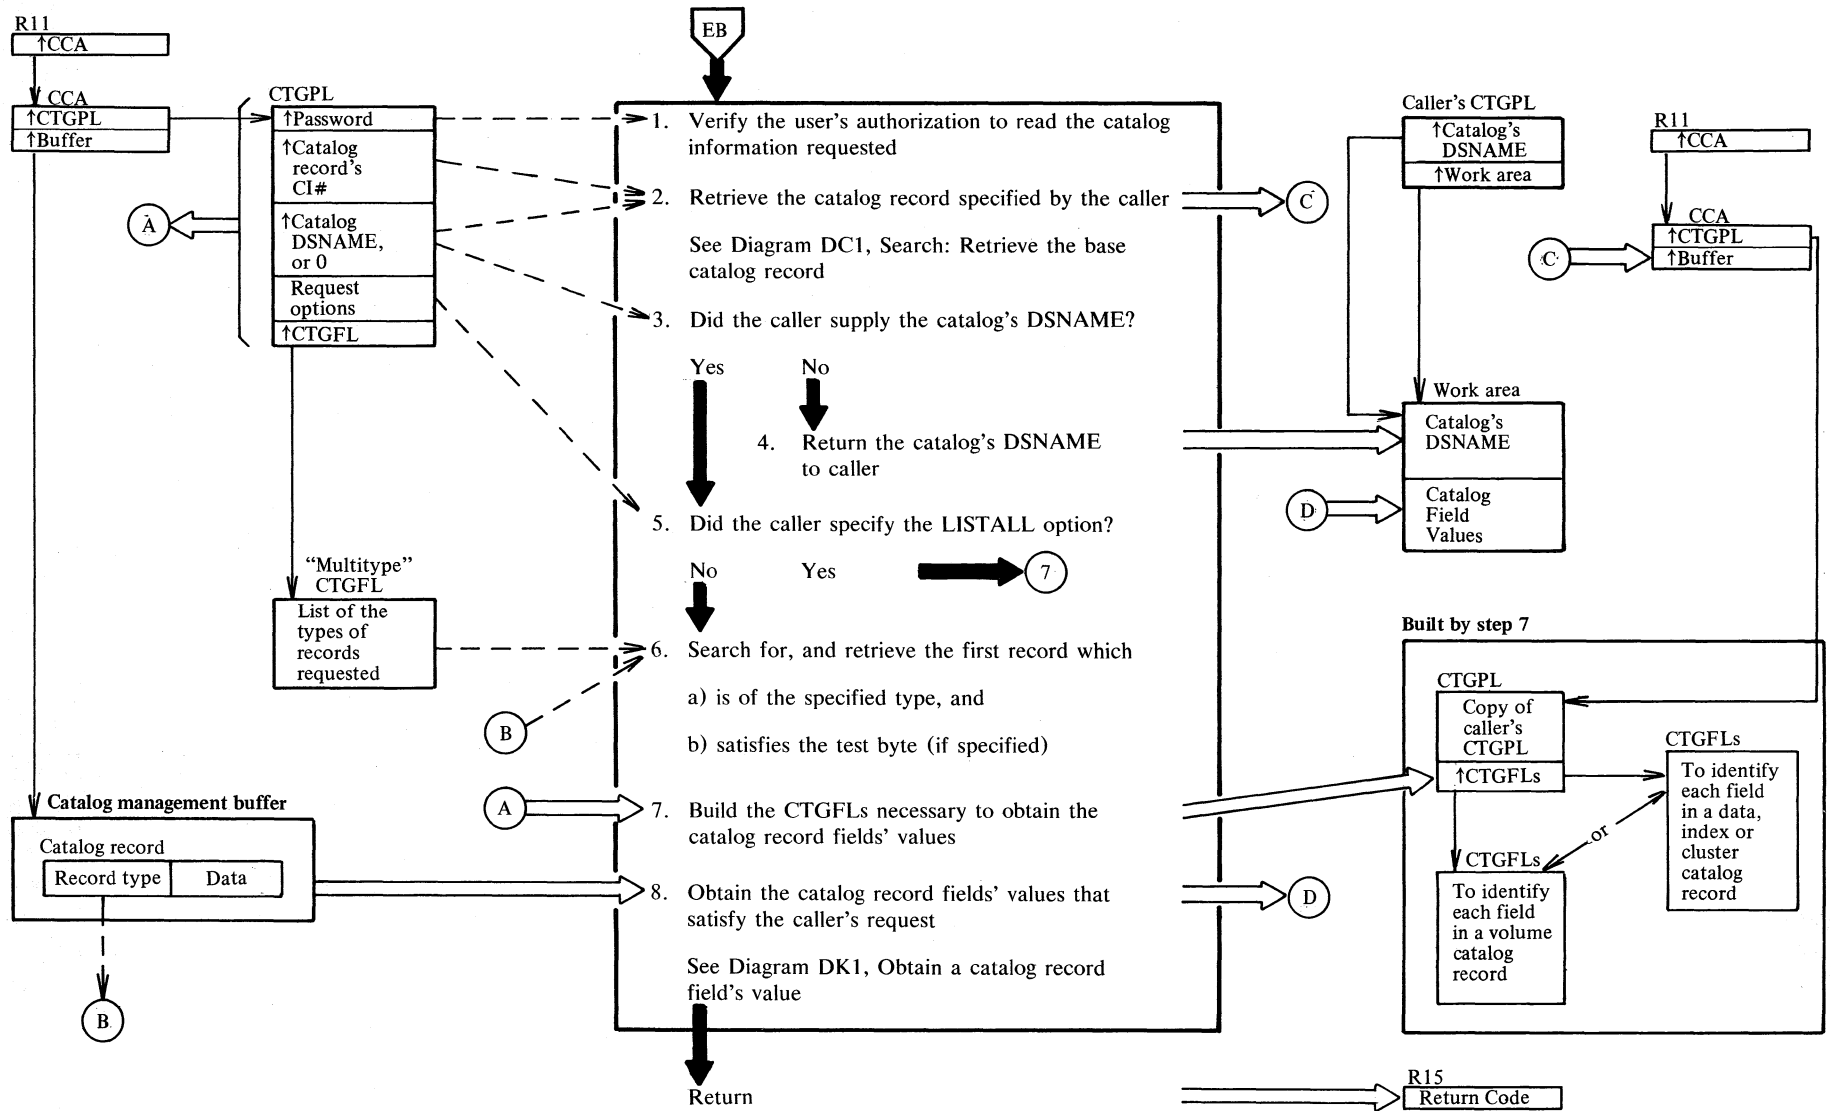 R11
↑CCA
CCA
↑CTGPL
↑Buffer
CTGPL
↑Password
↑Catalog
record's
CI#
↑Catalog
DSNAME,
or 0
Request
options
↑CTGFL
A
"Multitype"
CTGFL
List of the
types of
records
requested
B
A
Catalog management buffer
Catalog record
Record type
Data
B
EB
1. Verify the user's authorization to read the catalog
information requested
2. Retrieve the catalog record specified by the caller
See Diagram DC1, Search: Retrieve the base
catalog record
3. Did the caller supply the catalog's DSNAME?
Yes No
4. Return the catalog's DSNAME
to caller
5. Did the caller specify the LISTALL option?
No Yes 7
6. Search for, and retrieve the first record which
a) is of the specified type, and
b) satisfies the test byte (if specified)
7. Build the CTGFLs necessary to obtain the
catalog record fields' values
8. Obtain the catalog record fields' values that
satisfy the caller's request
See Diagram DK1, Obtain a catalog record
field's value
Return
C
Caller's CTGPL
↑Catalog's
DSNAME
↑Work area
R11
↑CCA
CCA
↑CTGPL
↑Buffer
C
Work area
Catalog's
DSNAME
Catalog
Field
Values
D
Built by step 7
CTGPL
Copy of
caller's
CTGPL
↑CTGFLs
CTGFLs
To identify
each field
in a data,
index or
cluster
catalog
record
or
CTGFLs
To identify
each field
in a volume
catalog
record
D
R15
Return Code